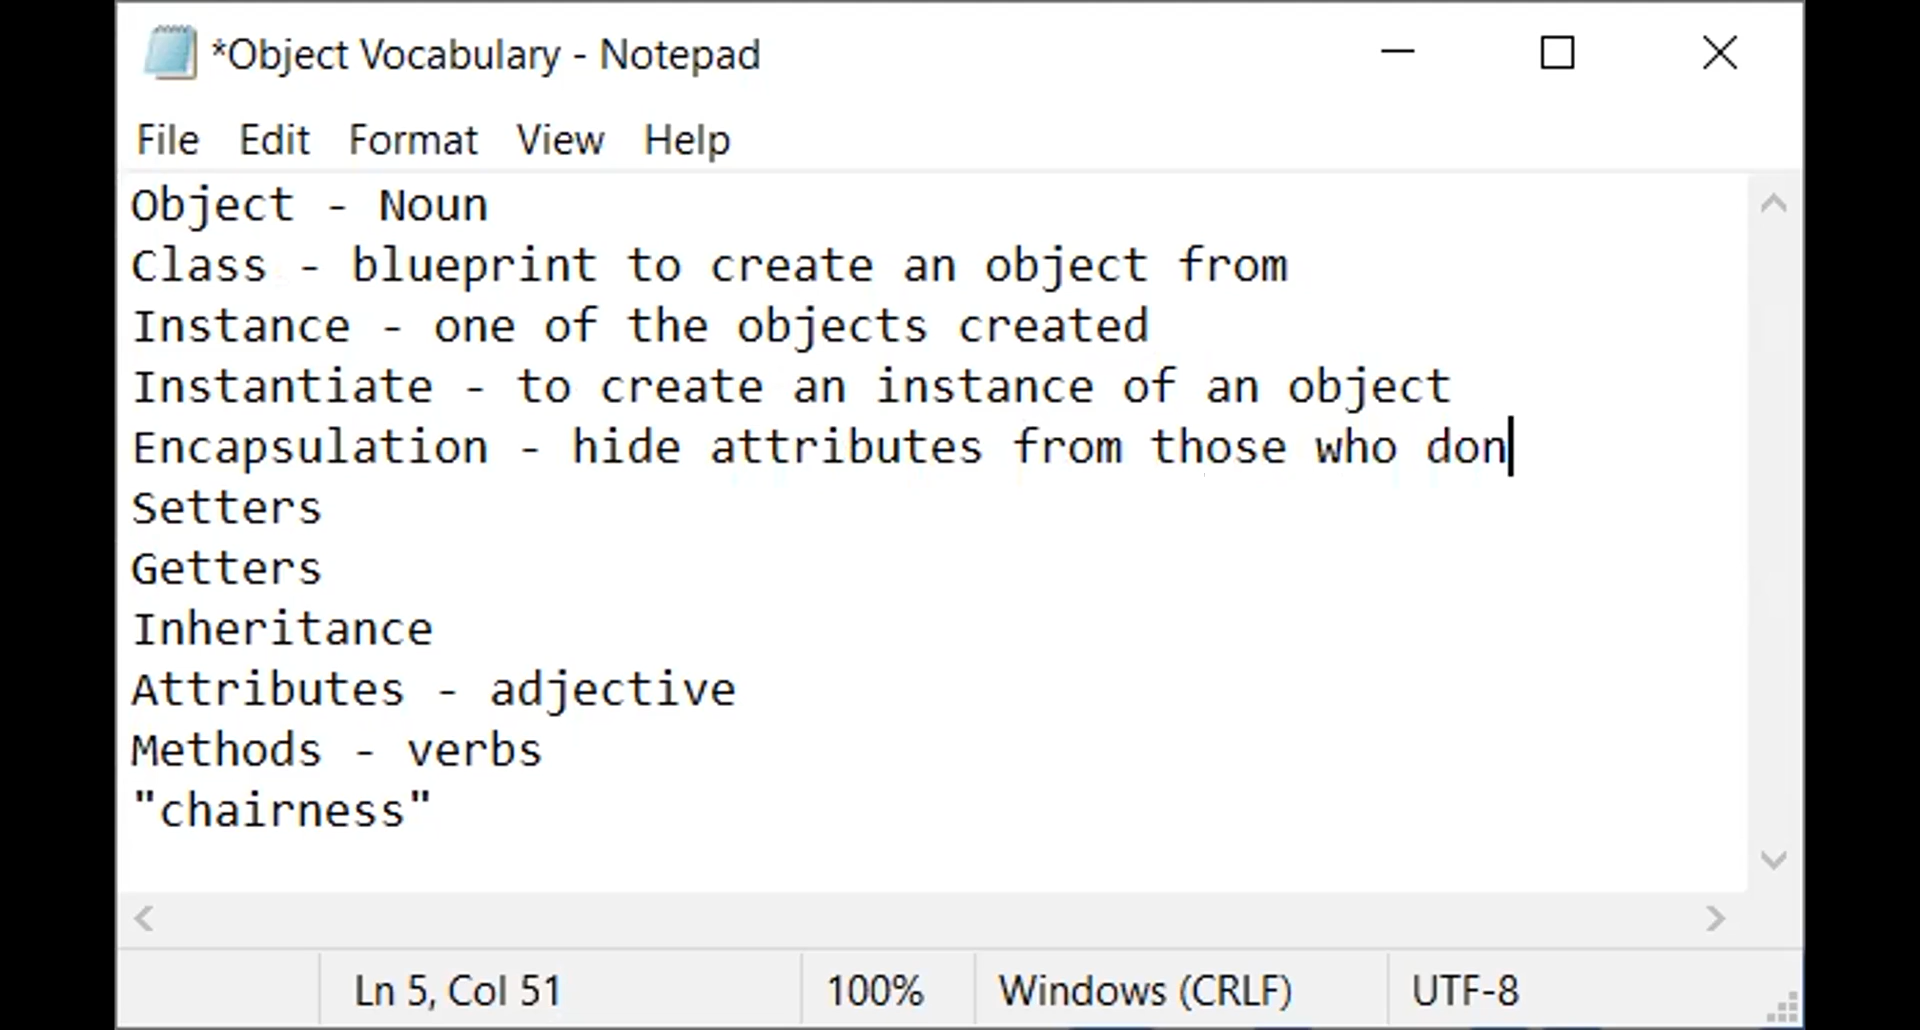 *Object Vocabulary - Notepad
File Edit Format View Help
Object - Noun
Class - blueprint to create an object from
Instance - one of the objects created
Instantiate - to create an instance of an object
Encapsulation - hide attributes from those who don
Setters
Getters
Inheritance
Attributes - adjective
Methods - verbs
"chairness"
Ln 5, Col 51 100% Windows (CRLF) UTF-8